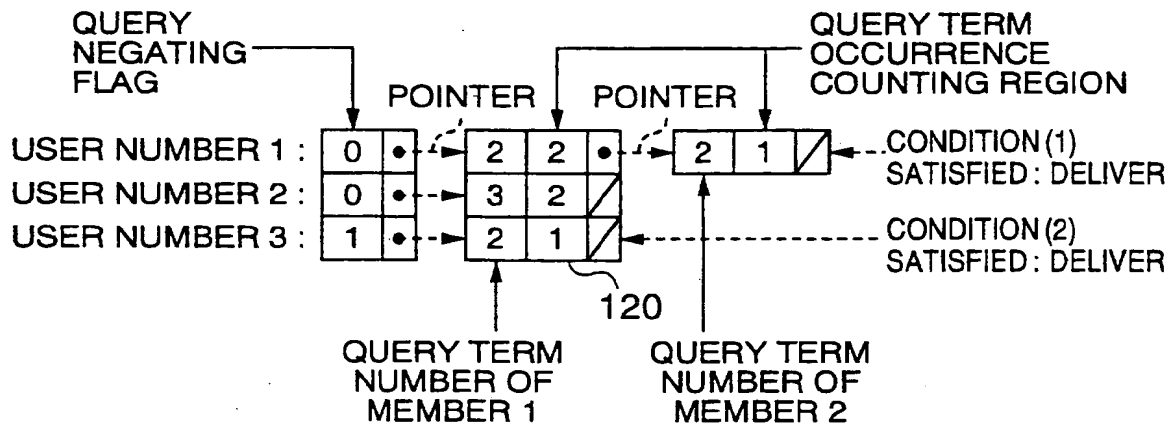 QUERY
NEGATING
FLAG
QUERY TERM
OCCURRENCE
COUNTING REGION
POINTER
POINTER
USER NUMBER 1 : 0 2 2 2 1
CONDITION (1)
SATISFIED : DELIVER
USER NUMBER 2 : 0 3 2
USER NUMBER 3 : 1 2 1
CONDITION (2)
SATISFIED : DELIVER
120
QUERY TERM
NUMBER OF
MEMBER 1
QUERY TERM
NUMBER OF
MEMBER 2